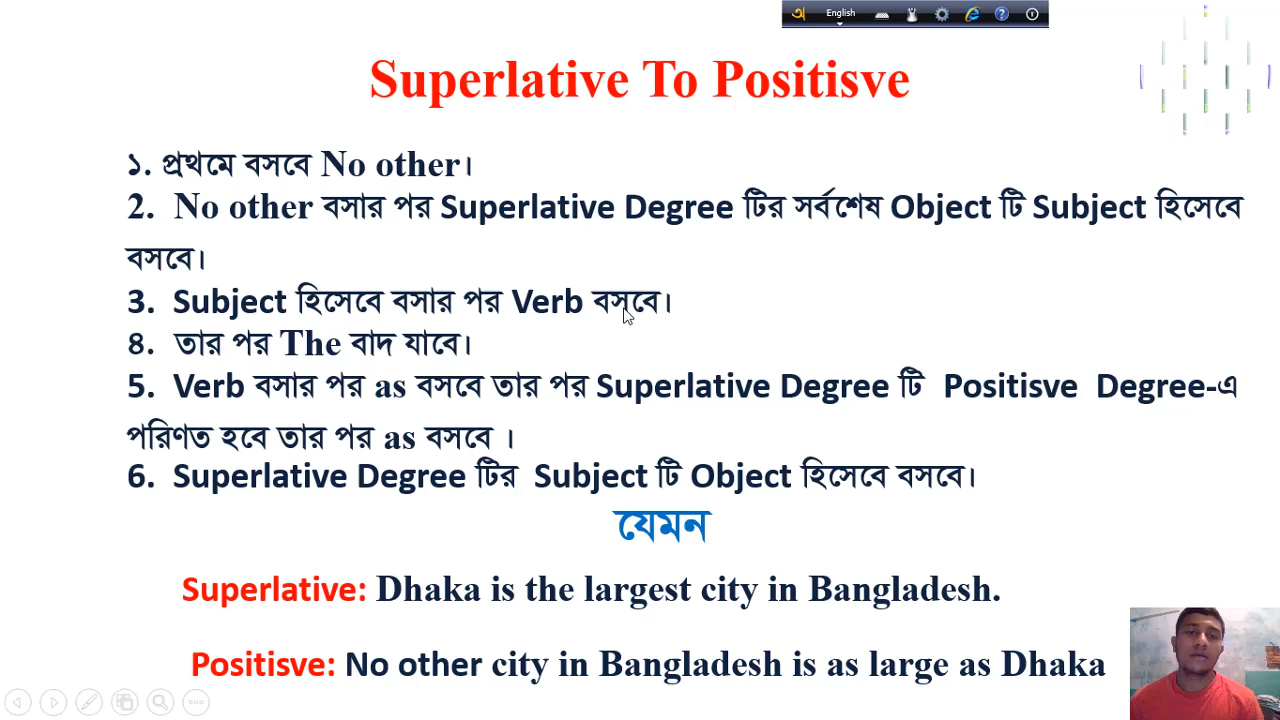 English
Superlative To Positisve
১. প্রথমে বসবে No other।
2. No other বসার পর Superlative Degree টির সর্বশেষ Object টি Subject হিসেবে
বসবে।
3. Subject হিসেবে বসার পর Verb বসবে।
৪. তার পর The বাদ যাবে।
5. Verb বসার পর as বসবে তার পর Superlative Degree টি Positisve Degree-এ
পরিণত হবে তার পর as বসবে ।
6. Superlative Degree টির Subject টি Object হিসেবে বসবে।
যেমন
Superlative: Dhaka is the largest city in Bangladesh.
Positisve: No other city in Bangladesh is as large as Dhaka